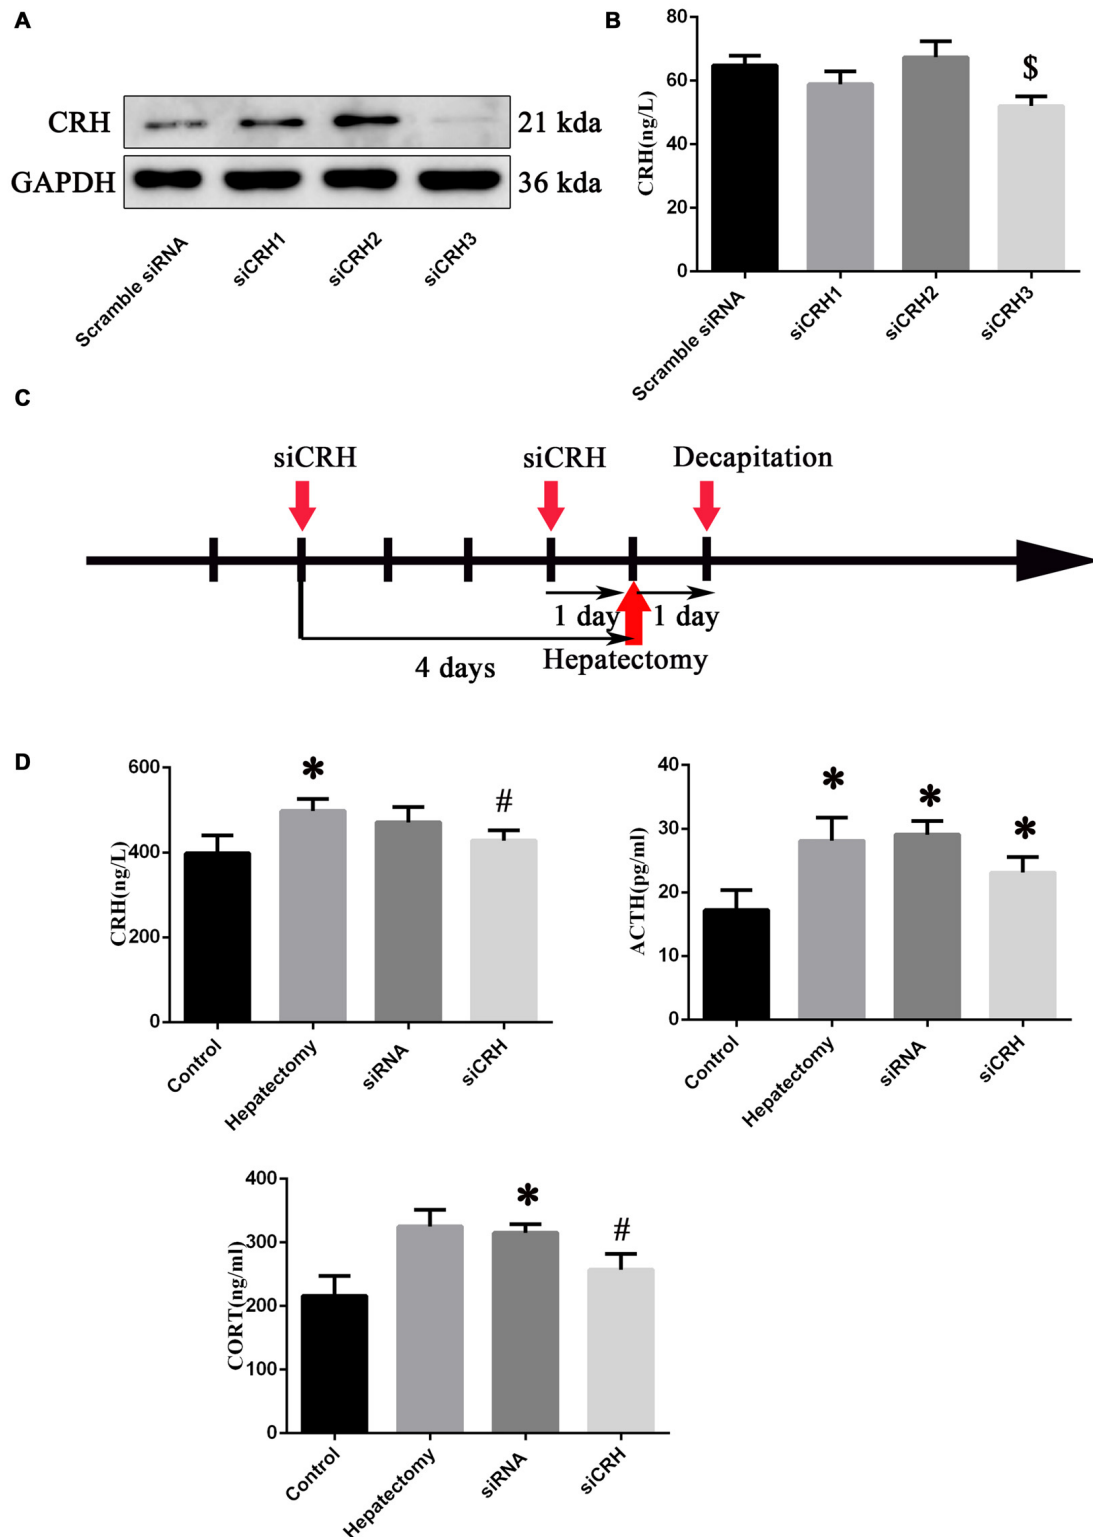 A
CRH
21 kda
GAPDH
36 kda
Scramble siRNA
siCRH1
siCRH2
siCRH3
B
CRH(ng/L)
80
60
40
20
0
$
Scramble siRNA
siCRH1
siCRH2
siCRH3
C
siCRH
siCRH
Decapitation
1 day
1 day
4 days
Hepatectomy
D
CRH(ng/L)
600
400
200
0
*
#
Control
Hepatectomy
siRNA
siCRH
ACTH(pg/ml)
40
30
20
10
0
*
*
*
Control
Hepatectomy
siRNA
siCRH
CORT(ng/ml)
400
300
200
100
0
*
#
Control
Hepatectomy
siRNA
siCRH